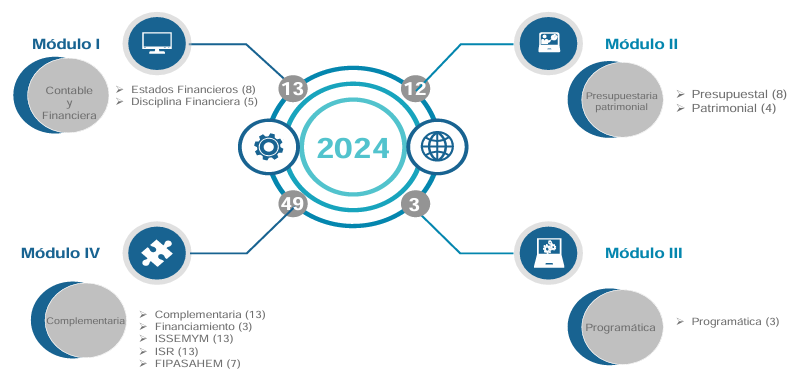 Módulo I
Contable
y
Financiera
➢ Estados Financieros (8)
➢ Disciplina Financiera (5)
13
12
Módulo II
Presupuestaria
patrimonial
➢ Presupuestal (8)
➢ Patrimonial (4)
2024
49
3
Módulo IV
Complementaria
➢ Complementaria (13)
➢ Financiamiento (3)
➢ ISSEMYM (13)
➢ ISR (13)
➢ FIPASAHEM (7)
Módulo III
Programática
➢ Programática (3)